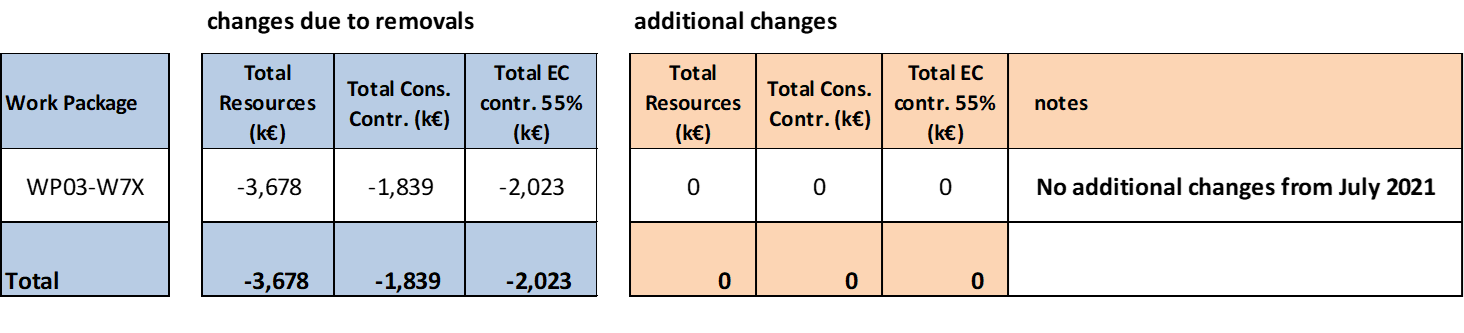 changes due to removals additional changes
Work Package Total Resources (k€) Total Cons. Contr. (k€) Total EC contr. 55% (k€) Total Resources (k€) Total Cons. Contr. (k€) Total EC contr. 55% (k€) notes
WP03-W7X -3,678 -1,839 -2,023 0 0 0 No additional changes from July 2021
Total -3,678 -1,839 -2,023 0 0 0